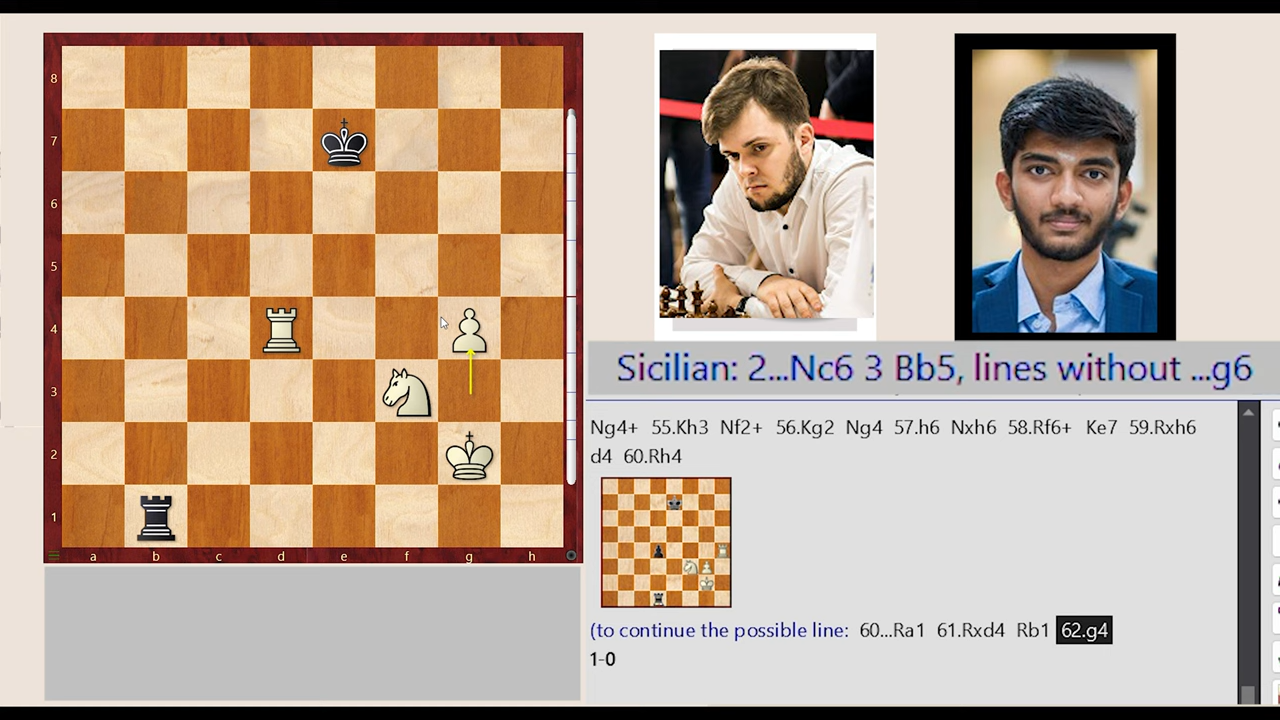 8
7
6
5
4
3
2
1
a b c d e f g h
Sicilian: 2...Nc6 3 Bb5, lines without ...g6
Ng4+ 55.Kh3 Nf2+ 56.Kg2 Ng4 57.h6 Nxh6 58.Rf6+ Ke7 59.Rxh6
d4 60.Rh4
(to continue the possible line: 60...Ra1 61.Rxd4 Rb1 62.g4
1-0